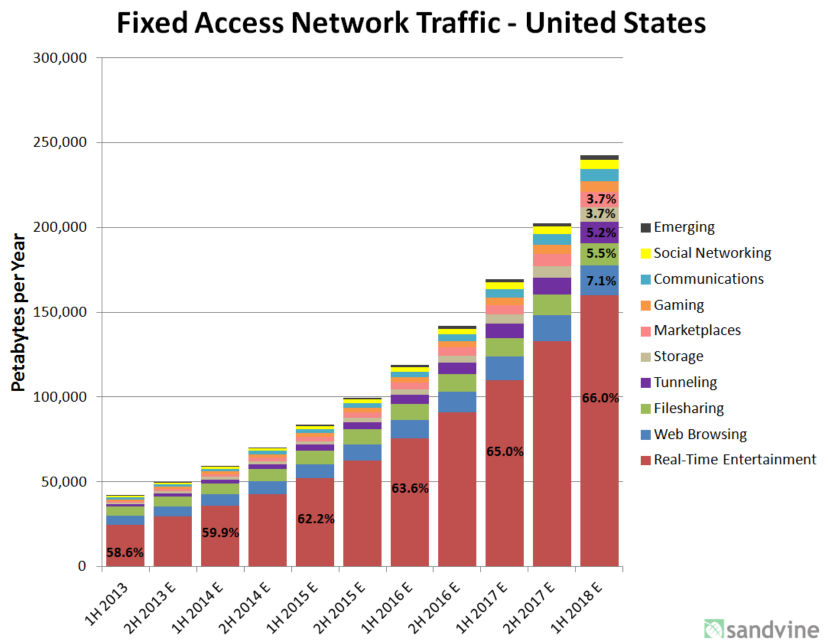 Fixed Access Network Traffic - United States
300,000
250,000
200,000
150,000
100,000
50,000
0
Petabytes per Year
58.6%
59.9%
62.2%
63.6%
65.0%
3.7%
3.7%
5.2%
5.5%
7.1%
66.0%
1H 2013
2H 2013 E
1H 2014 E
2H 2014 E
1H 2015 E
2H 2015 E
1H 2016 E
2H 2016 E
1H 2017 E
2H 2017 E
1H 2018 E
Emerging
Social Networking
Communications
Gaming
Marketplaces
Storage
Tunneling
Filesharing
Web Browsing
Real-Time Entertainment
sandvine